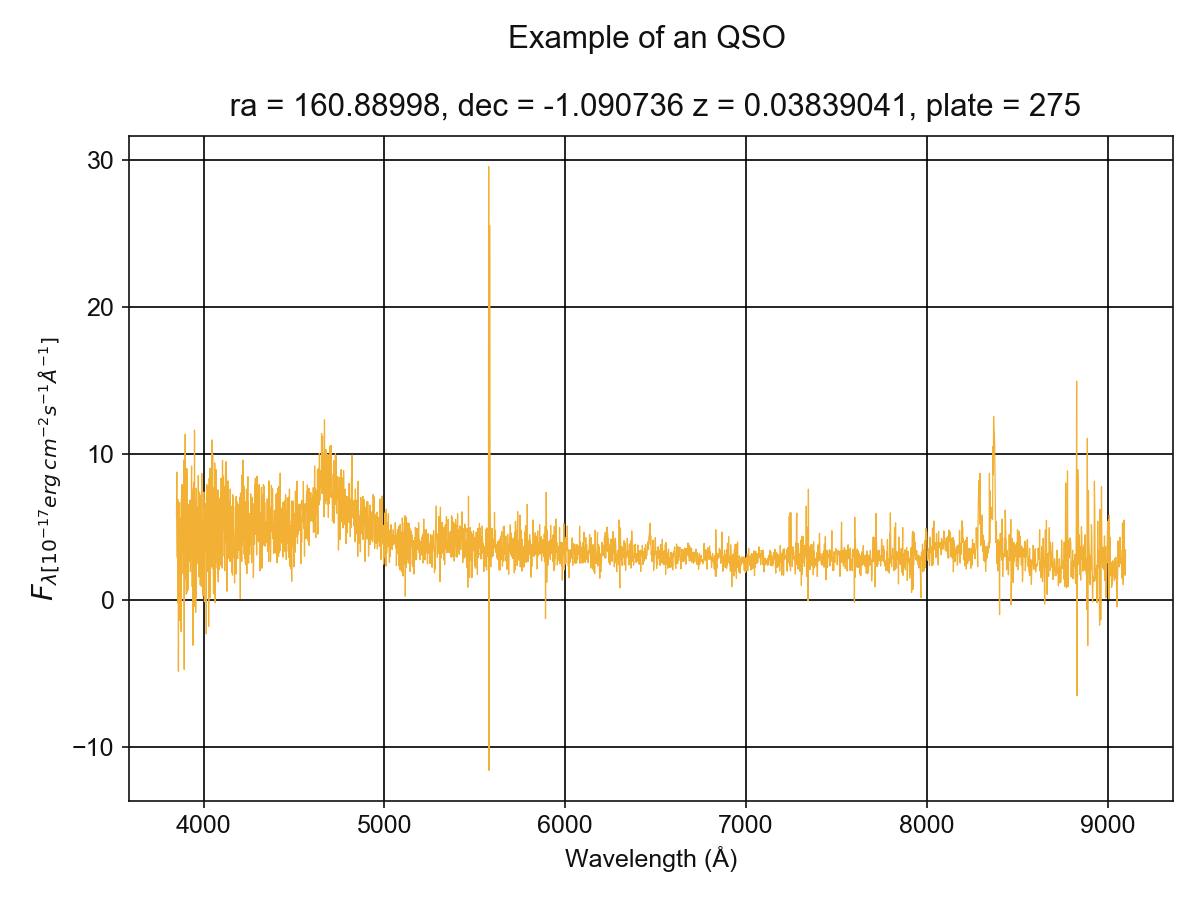 Example of an QSO
ra = 160.88998, dec = -1.090736 z = 0.03839041, plate = 275
30
20
10
0
−10
F_{λ[10^{−17}erg cm^{−2}s^{−1}Å^{−1}]}
4000 5000 6000 7000 8000 9000
Wavelength (Å)